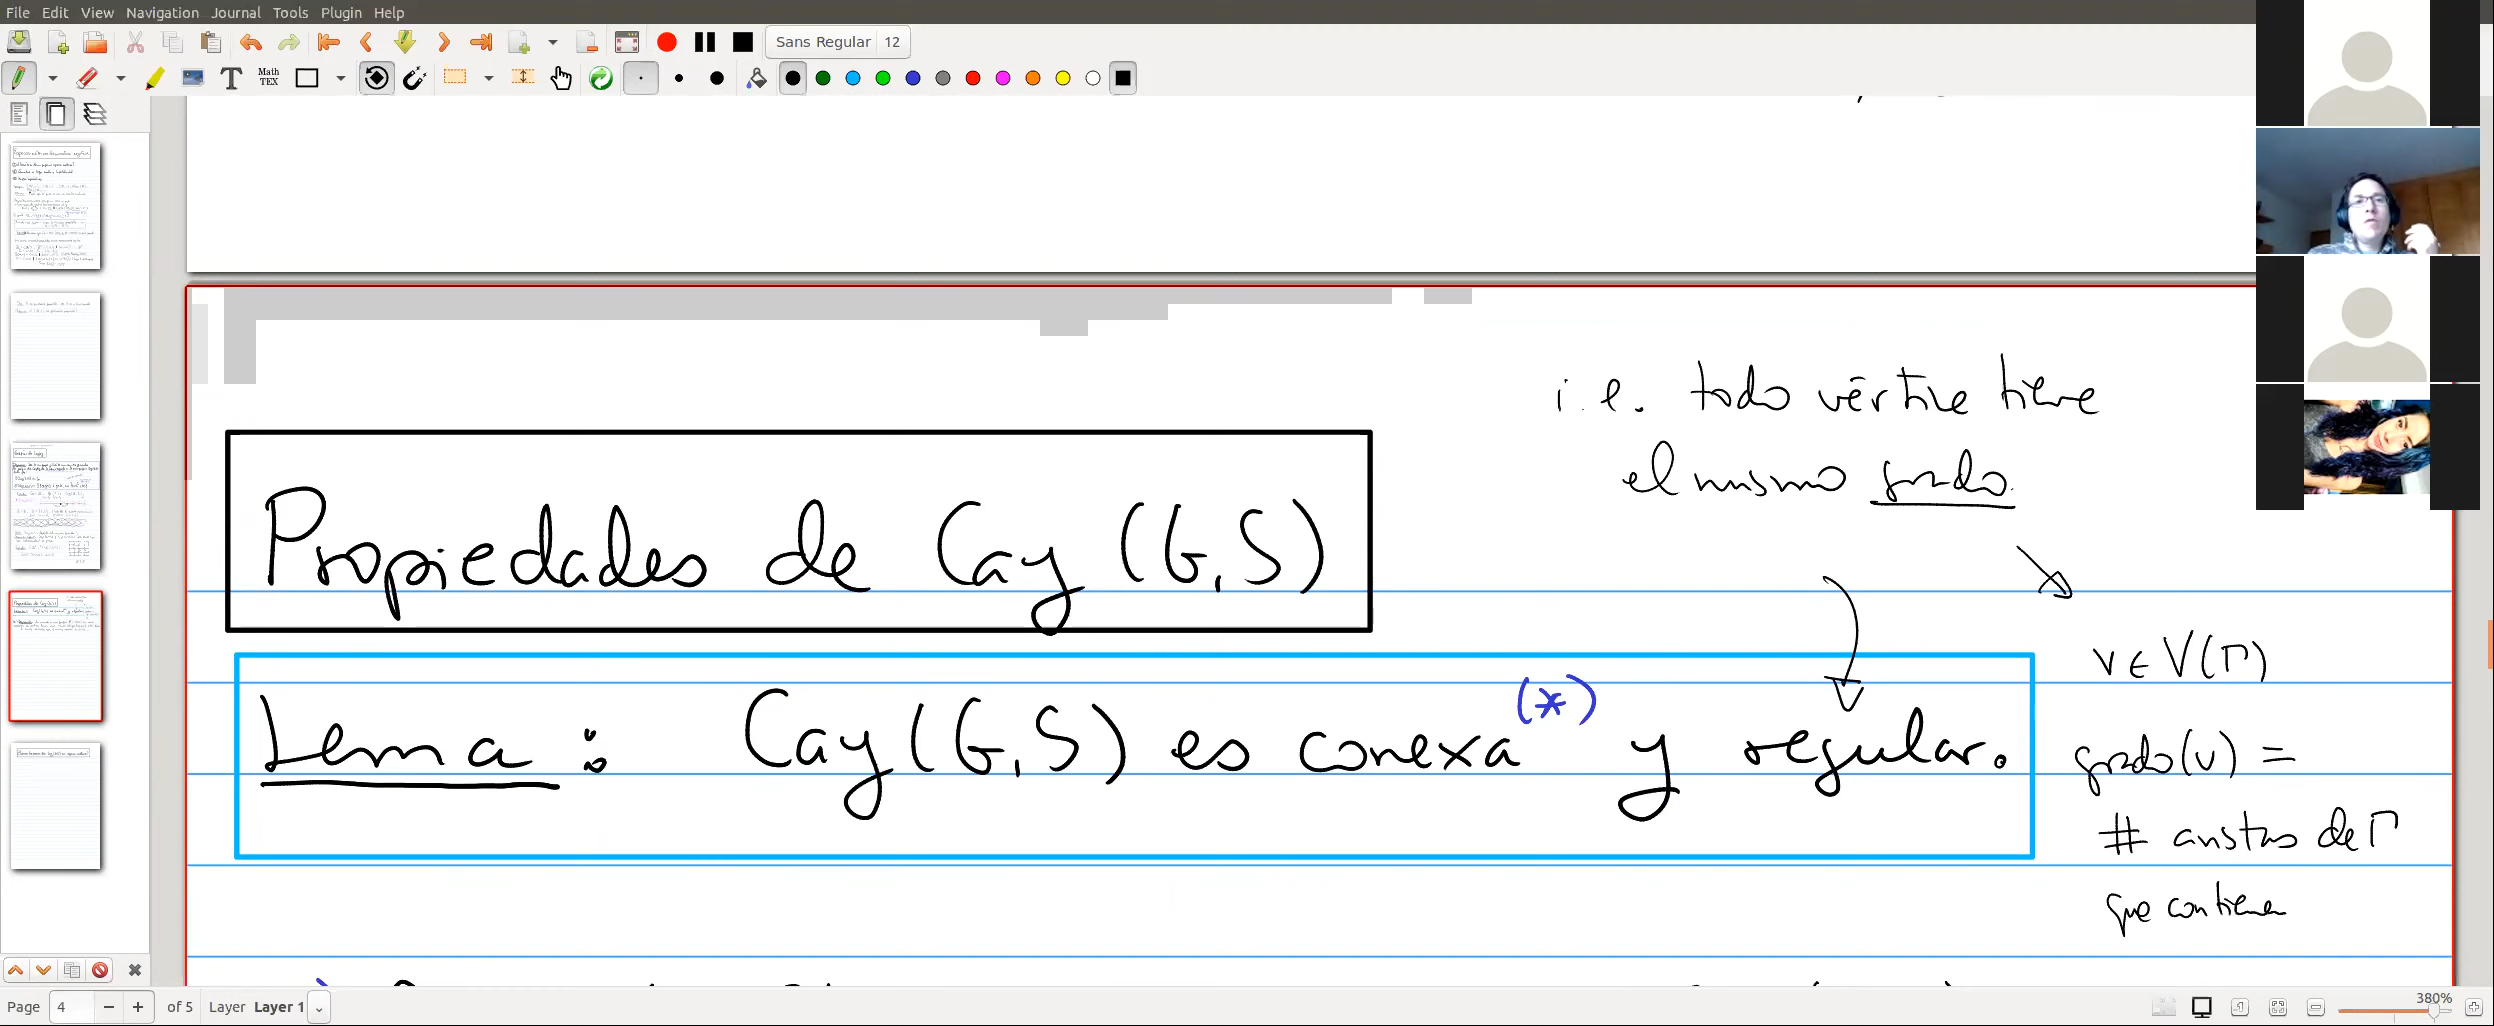 File Edit View Navigation Journal Tools Plugin Help
Sans Regular 12
Math
TEX
i.e. todo vértice tiene
el mismo grado.
Propiedades de Cay (G,S)
v ∈ V(Γ)
Lema: Cay(G,S) es conexa(*) y regular.
grado(v) =
# aristas de Γ
que contienen
Page 4 of 5 Layer Layer 1
380%